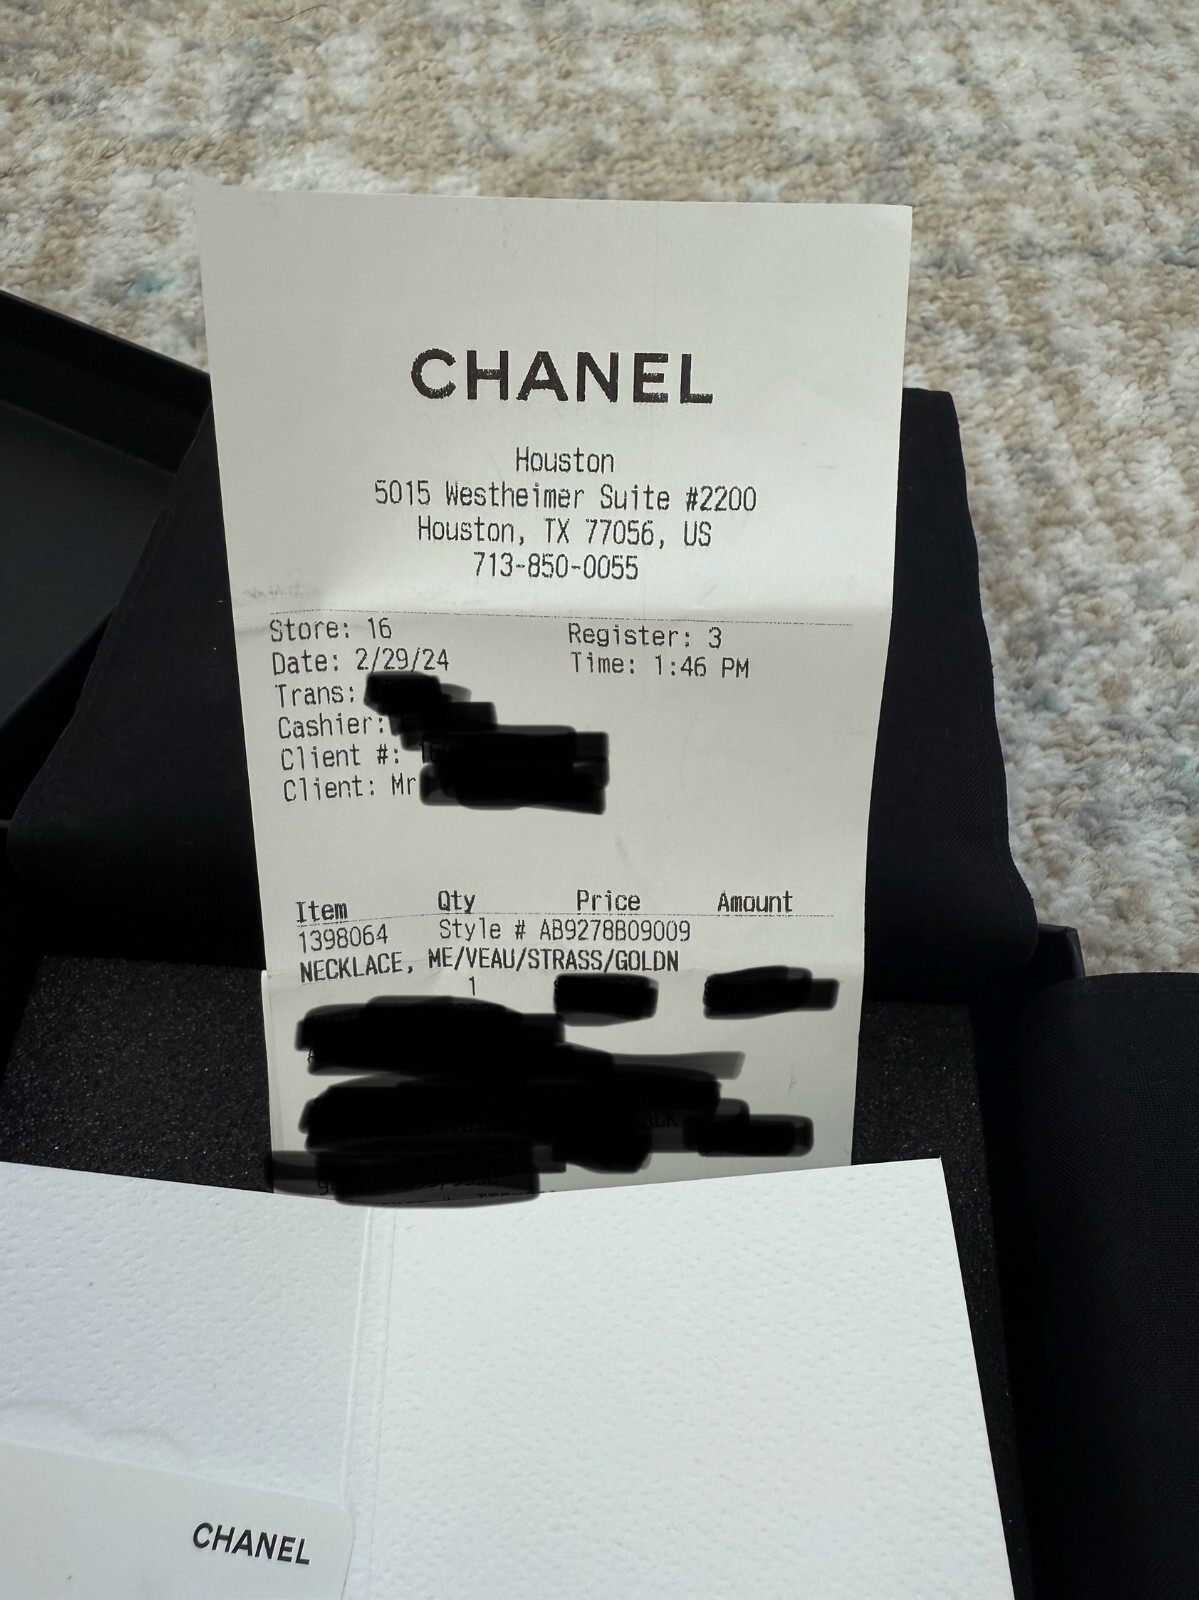 CHANEL
Houston
5015 Westheimer Suite #2200
Houston, TX 77056, US
713-850-0055
Store: 16 Register: 3
Date: 2/29/24 Time: 1:46 PM
Trans:
Cashier:
Client #: 16
Client: Mr
Item Qty Price Amount
1398064 Style # AB9278B09009
NECKLACE, ME/VEAU/STRASS/GOLDN
1
CHANEL